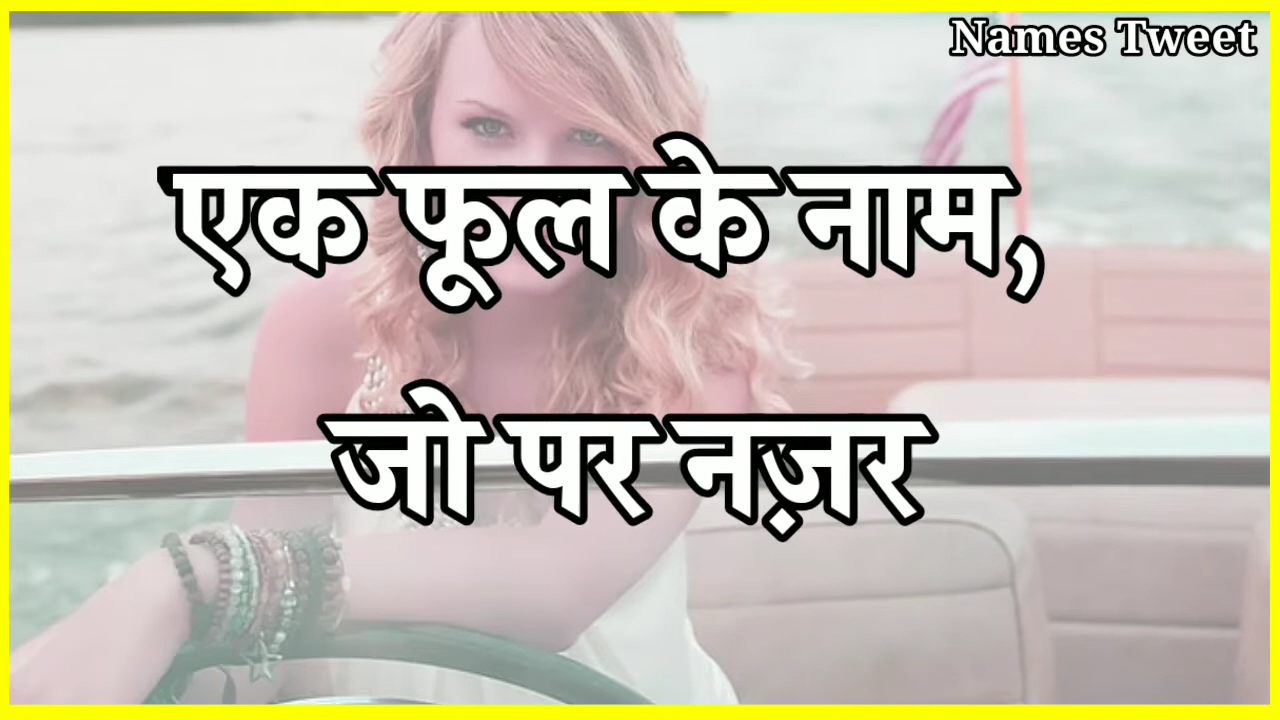 Names Tweet
एक फूल के नाम,
जो पर नज़र